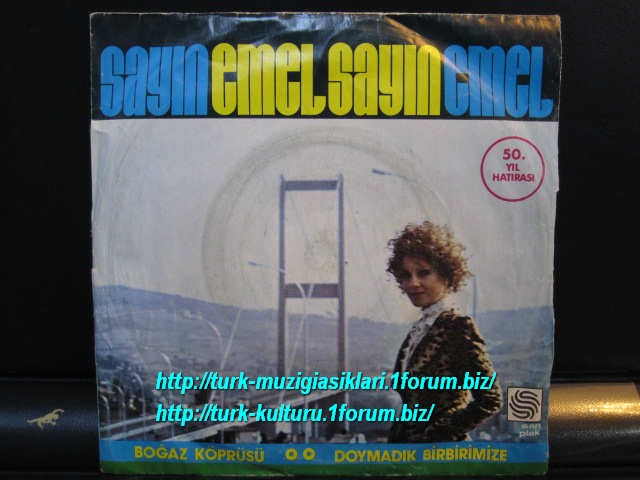 sayın emel sayın emel
50.
YIL
HATIRASI
http://turk-muzigiasiklari.1forum.biz/
http://turk-kulturu.1forum.biz/
plak
BOĞAZ KÖPRÜSÜ DOYMADIK BİRBİRİMİZE